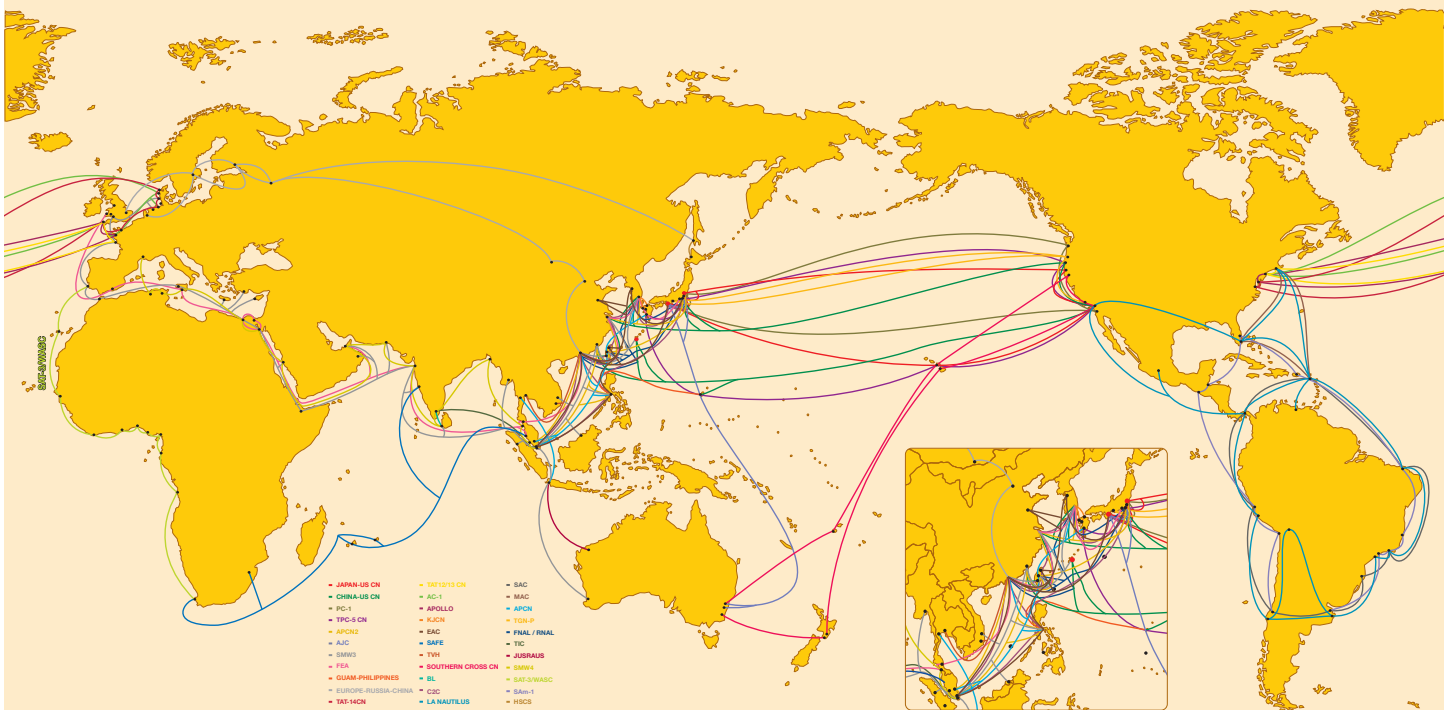 SAT-3/WASC
JAPAN-US CN
CHINA-US CN
PC-1
TPC-5 CN
APCN2
AJC
SMW3
FEA
GUAM-PHILIPPINES
EUROPE-RUSSIA-CHINA
TAT-14CN
TAT12/13 CN
AC-1
APOLLO
KJCN
EAC
SAFE
TVH
SOUTHERN CROSS CN
BL
C2C
LA NAUTILUS
SAC
MAC
APCN
TGN-P
FNAL / RNAL
TIC
JUSRAUS
SMW4
SAT-3/WASC
SAm-1
HSCS